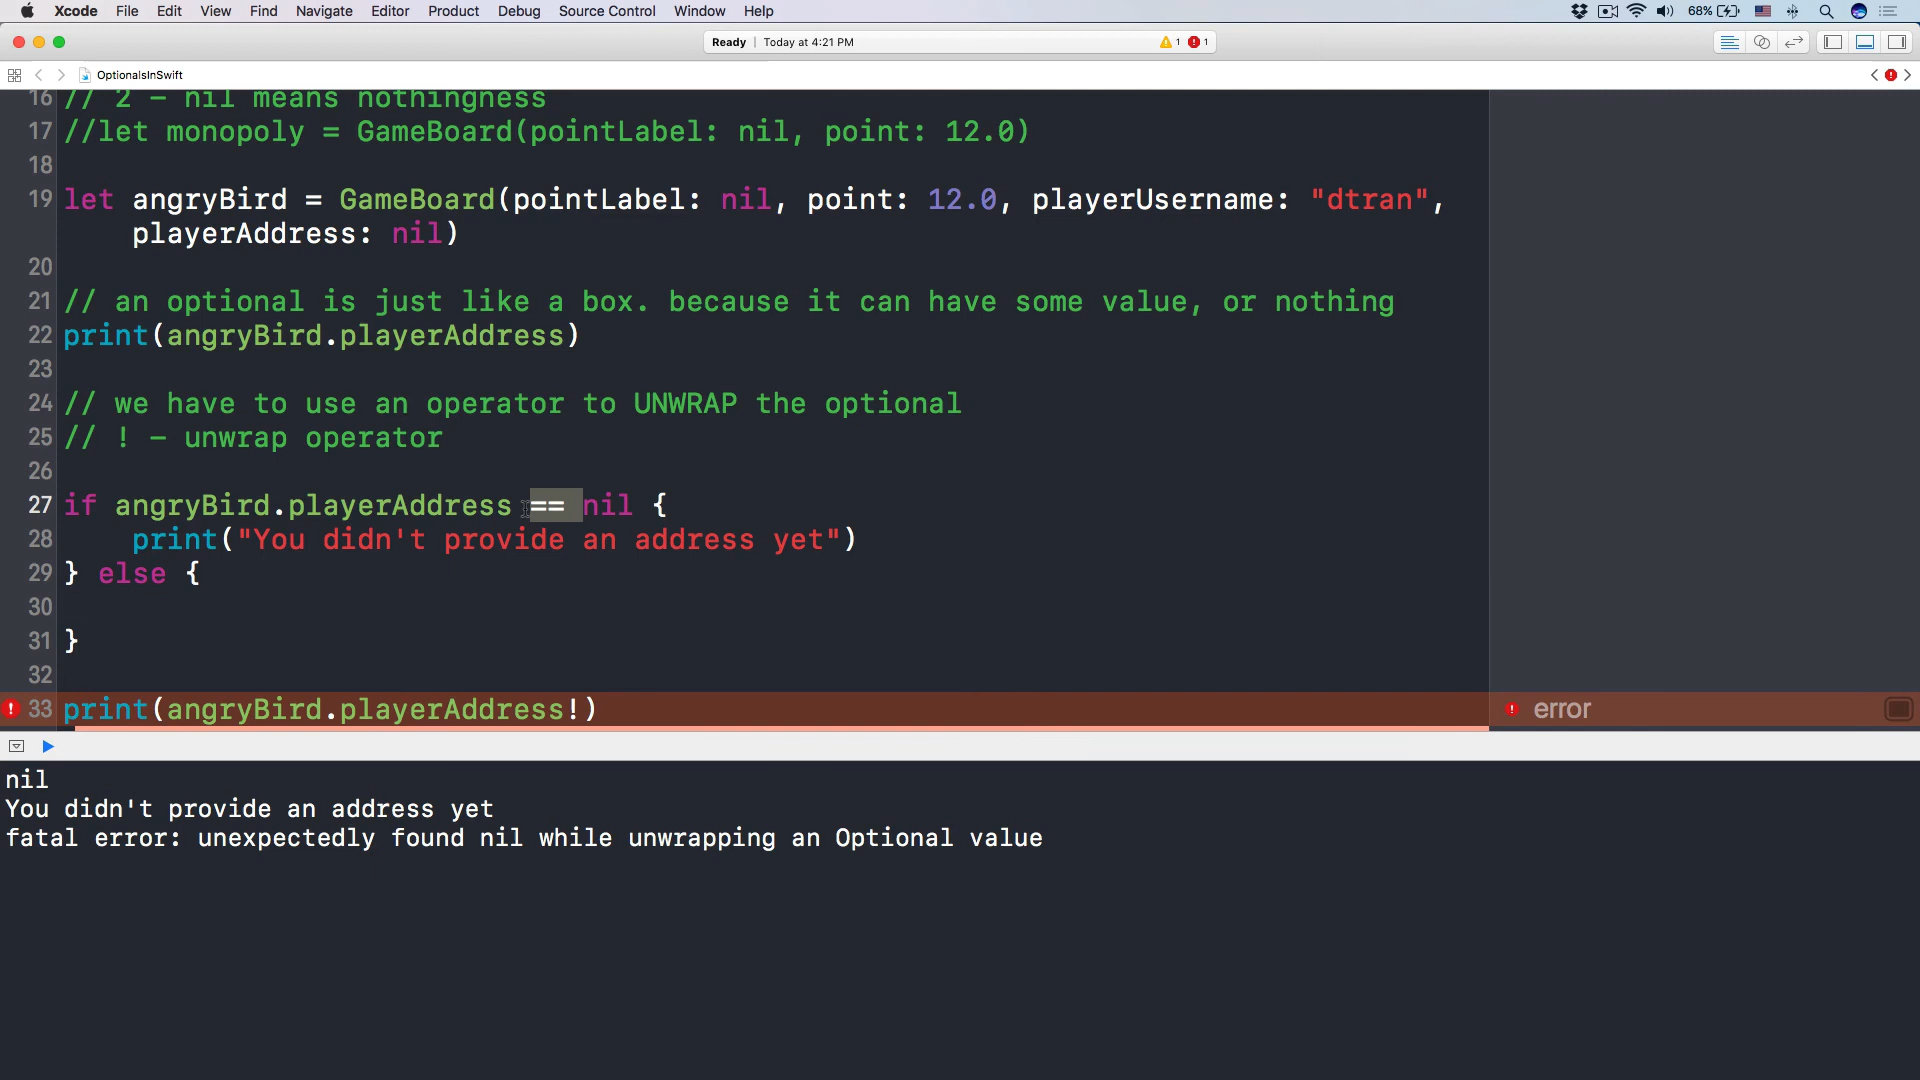 Xcode File Edit View Find Navigate Editor Product Debug Source Control Window Help 68%
Ready | Today at 4:21 PM 1 1
OptionalsInSwift
16 // 2 – nil means nothingness
17 //let monopoly = GameBoard(pointLabel: nil, point: 12.0)
18
19 let angryBird = GameBoard(pointLabel: nil, point: 12.0, playerUsername: "dtran",
playerAddress: nil)
20
21 // an optional is just like a box. because it can have some value, or nothing
22 print(angryBird.playerAddress)
23
24 // we have to use an operator to UNWRAP the optional
25 // ! – unwrap operator
26
27 if angryBird.playerAddress == nil {
28 print("You didn't provide an address yet")
29 } else {
30
31 }
32
33 print(angryBird.playerAddress!) error
nil
You didn't provide an address yet
fatal error: unexpectedly found nil while unwrapping an Optional value